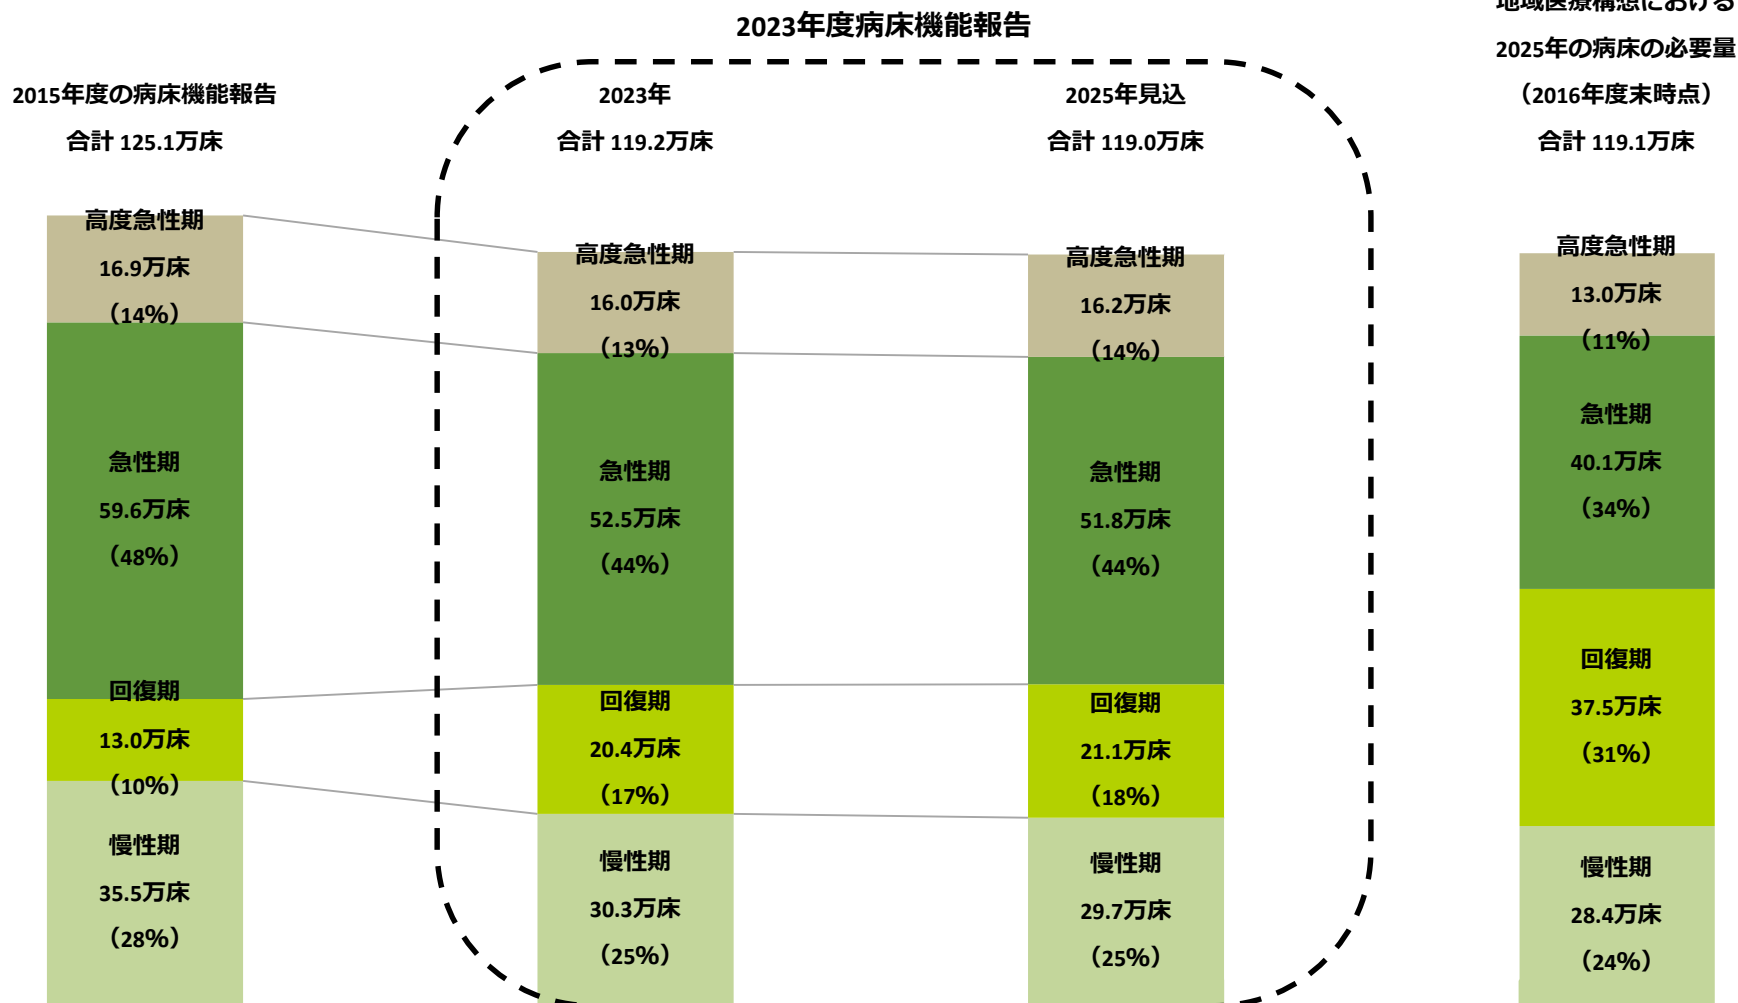 地域医療構想における
2023年度病床機能報告
2025年の病床の必要量
(2016年度末時点)
合計 119.1万床
2015年度の病床機能報告
合計 125.1万床
2023年
合計 119.2万床
2025年見込
合計 119.0万床
高度急性期
16.9万床
(14%)
急性期
59.6万床
(48%)
回復期
13.0万床
(10%)
慢性期
35.5万床
(28%)
高度急性期
16.0万床
(13%)
急性期
52.5万床
(44%)
回復期
20.4万床
(17%)
慢性期
30.3万床
(25%)
高度急性期
16.2万床
(14%)
急性期
51.8万床
(44%)
回復期
21.1万床
(18%)
慢性期
29.7万床
(25%)
高度急性期
13.0万床
(11%)
急性期
40.1万床
(34%)
回復期
37.5万床
(31%)
慢性期
28.4万床
(24%)